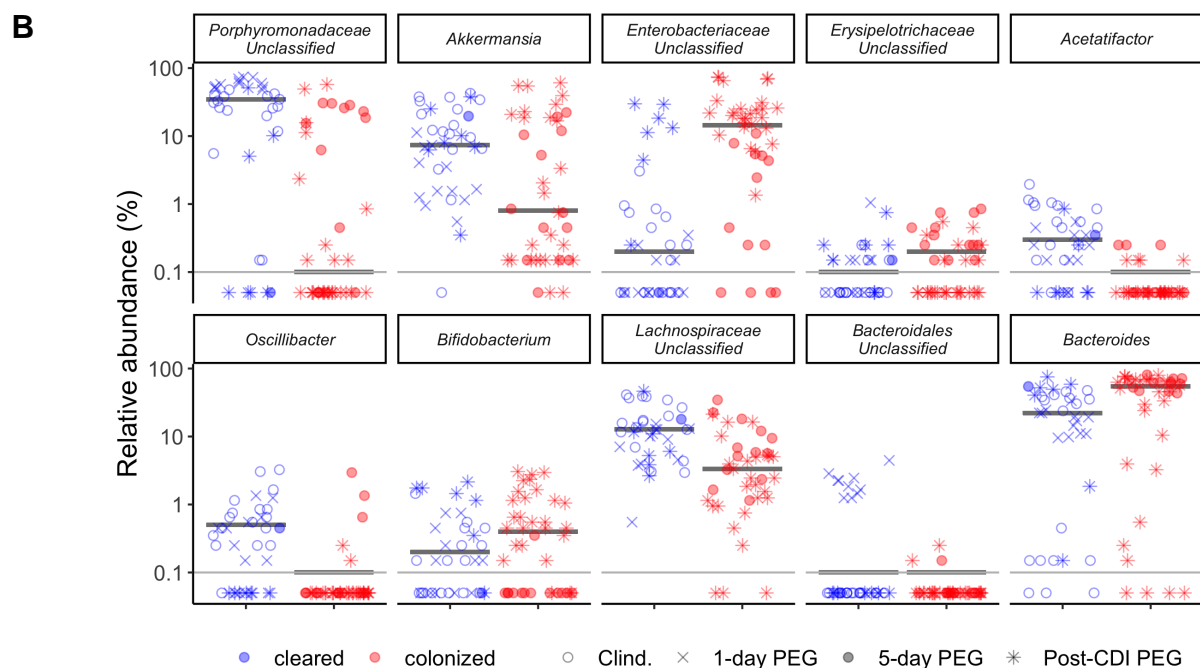 B
Relative abundance (%)
Porphyromonadaceae
Unclassified
Akkermansia
Enterobacteriaceae
Unclassified
Erysipelotrichaceae
Unclassified
Acetatifactor
100
10
1
0.1
Oscillibacter
Bifidobacterium
Lachnospiraceae
Unclassified
Bacteroidales
Unclassified
Bacteroides
100
10
1
0.1
cleared colonized Clind. 1-day PEG 5-day PEG Post-CDI PEG